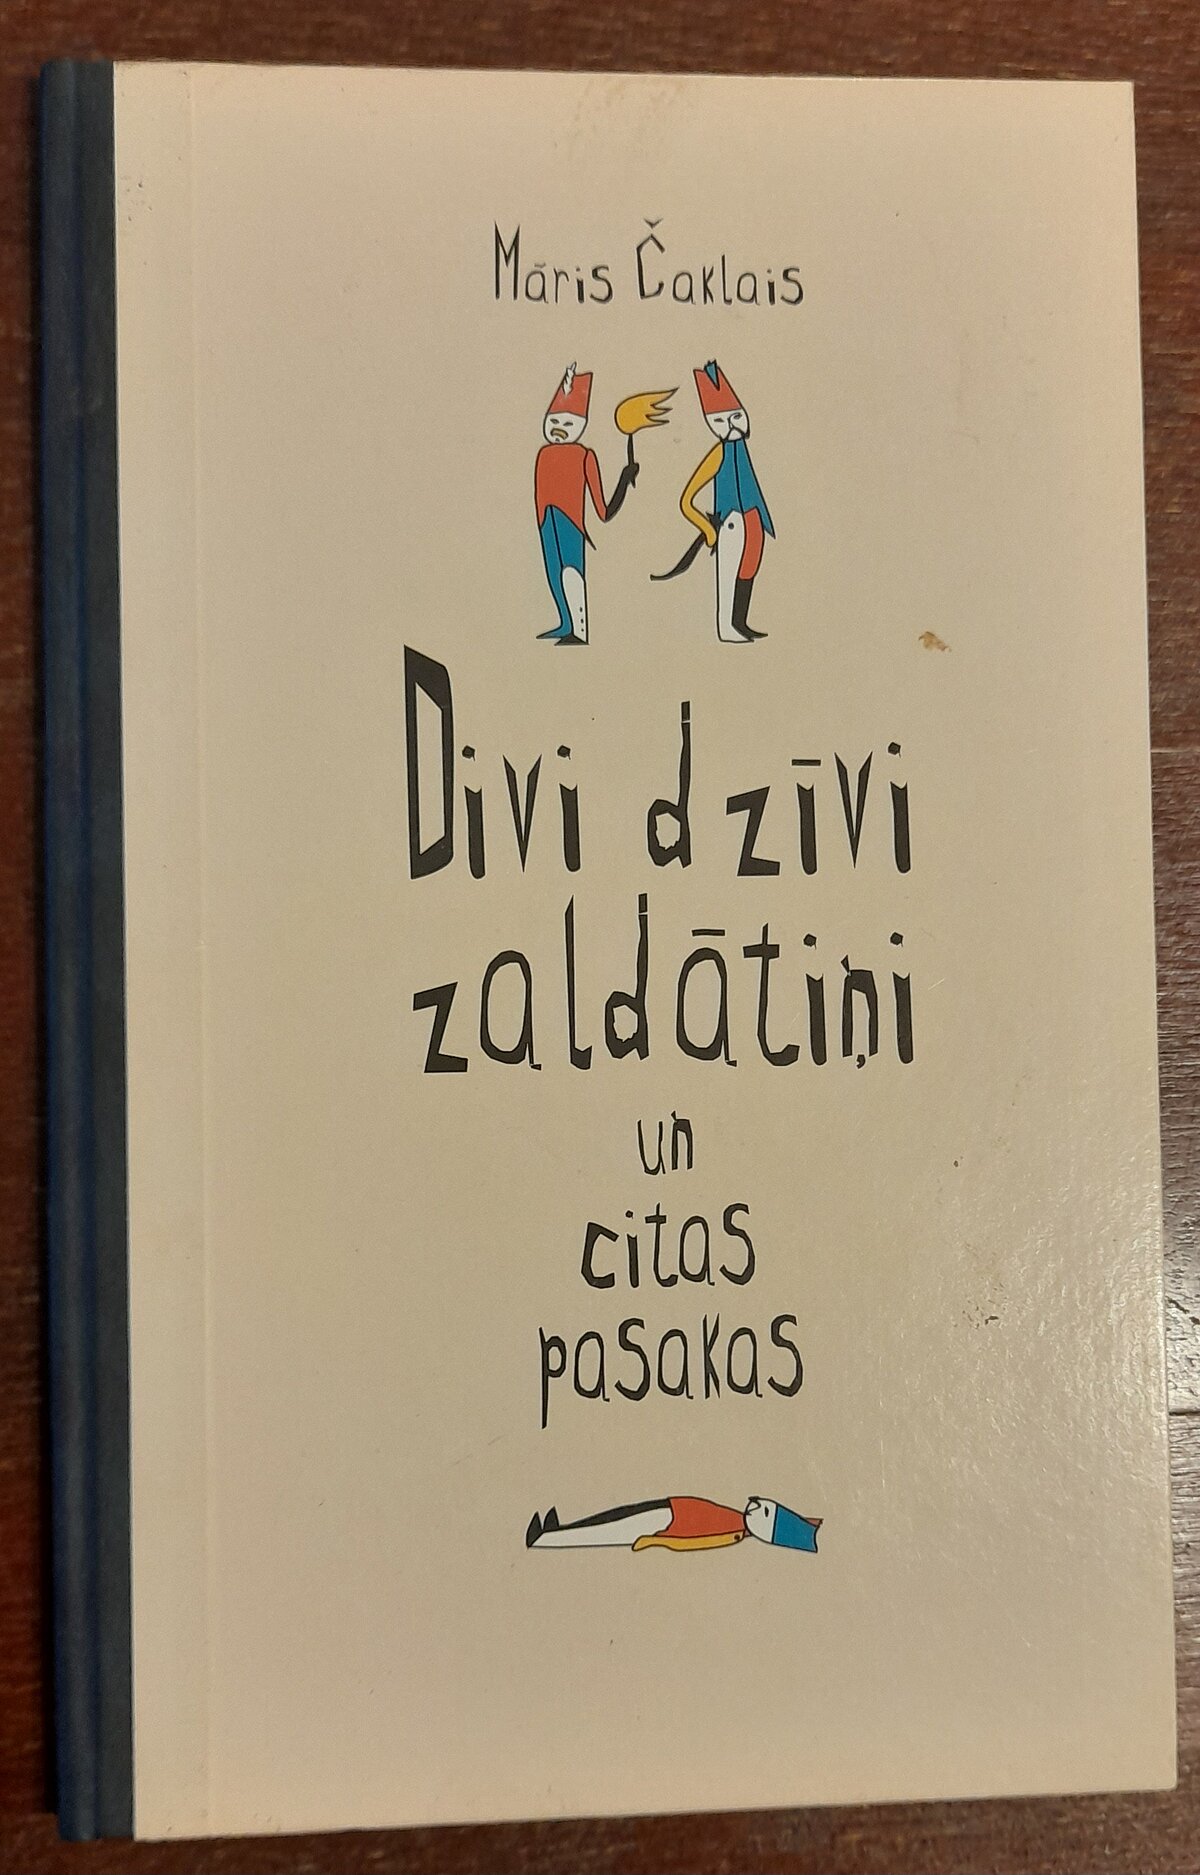 Māris Čaklais
Divi dzīvi
zaldātiņi
un
citas
pasakas